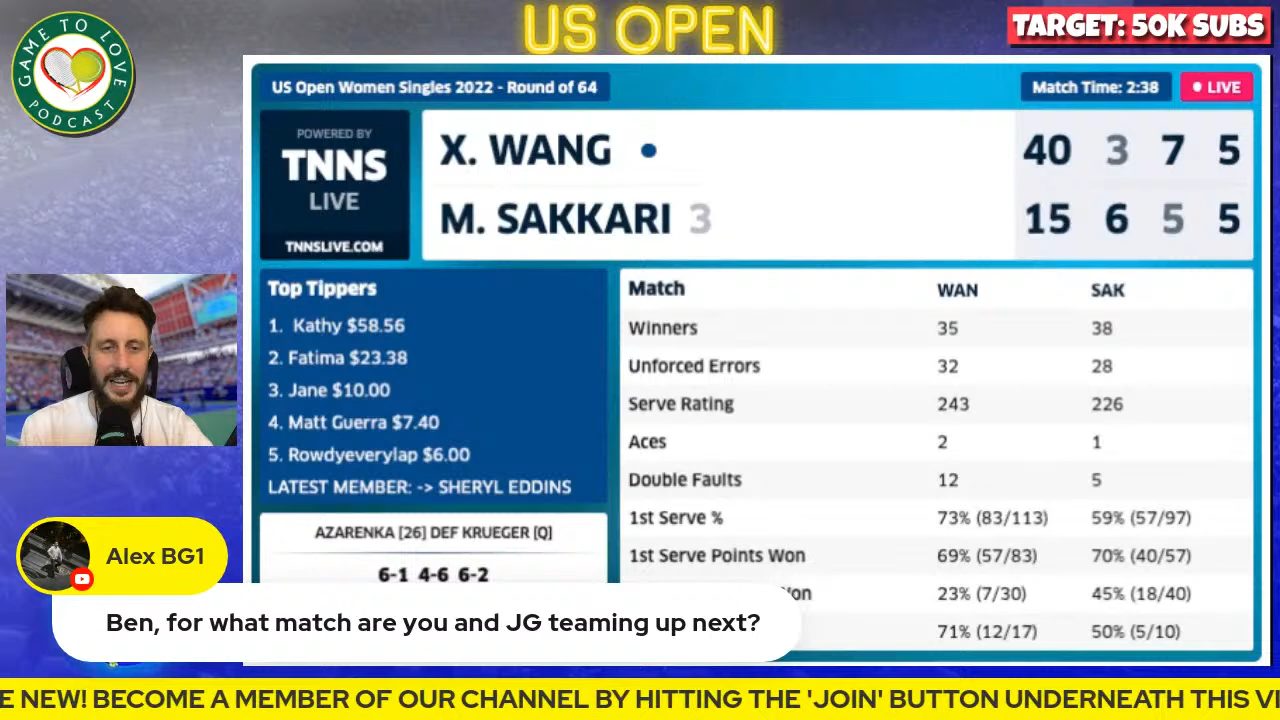 GAME TO LOVE
PODCAST
US OPEN
TARGET: 50K SUBS
US Open Women Singles 2022 - Round of 64
Match Time: 2:38
LIVE
POWERED BY
TNNS
LIVE
TNNSLIVE.COM
X. WANG 40 3 7 5
M. SAKKARI 3 15 6 5 5
Top Tippers
1. Kathy $58.56
2. Fatima $23.38
3. Jane $10.00
4. Matt Guerra $7.40
5. Rowdyeverylap $6.00
LATEST MEMBER: -> SHERYL EDDINS
AZARENKA [26] DEF KRUEGER [Q]
6-1 4-6 6-2
Match WAN SAK
Winners 35 38
Unforced Errors 32 28
Serve Rating 243 226
Aces 2 1
Double Faults 12 5
1st Serve % 73% (83/113) 59% (57/97)
1st Serve Points Won 69% (57/83) 70% (40/57)
23% (7/30) 45% (18/40)
71% (12/17) 50% (5/10)
Alex BG1
Ben, for what match are you and JG teaming up next?
E NEW! BECOME A MEMBER OF OUR CHANNEL BY HITTING THE 'JOIN' BUTTON UNDERNEATH THIS VI